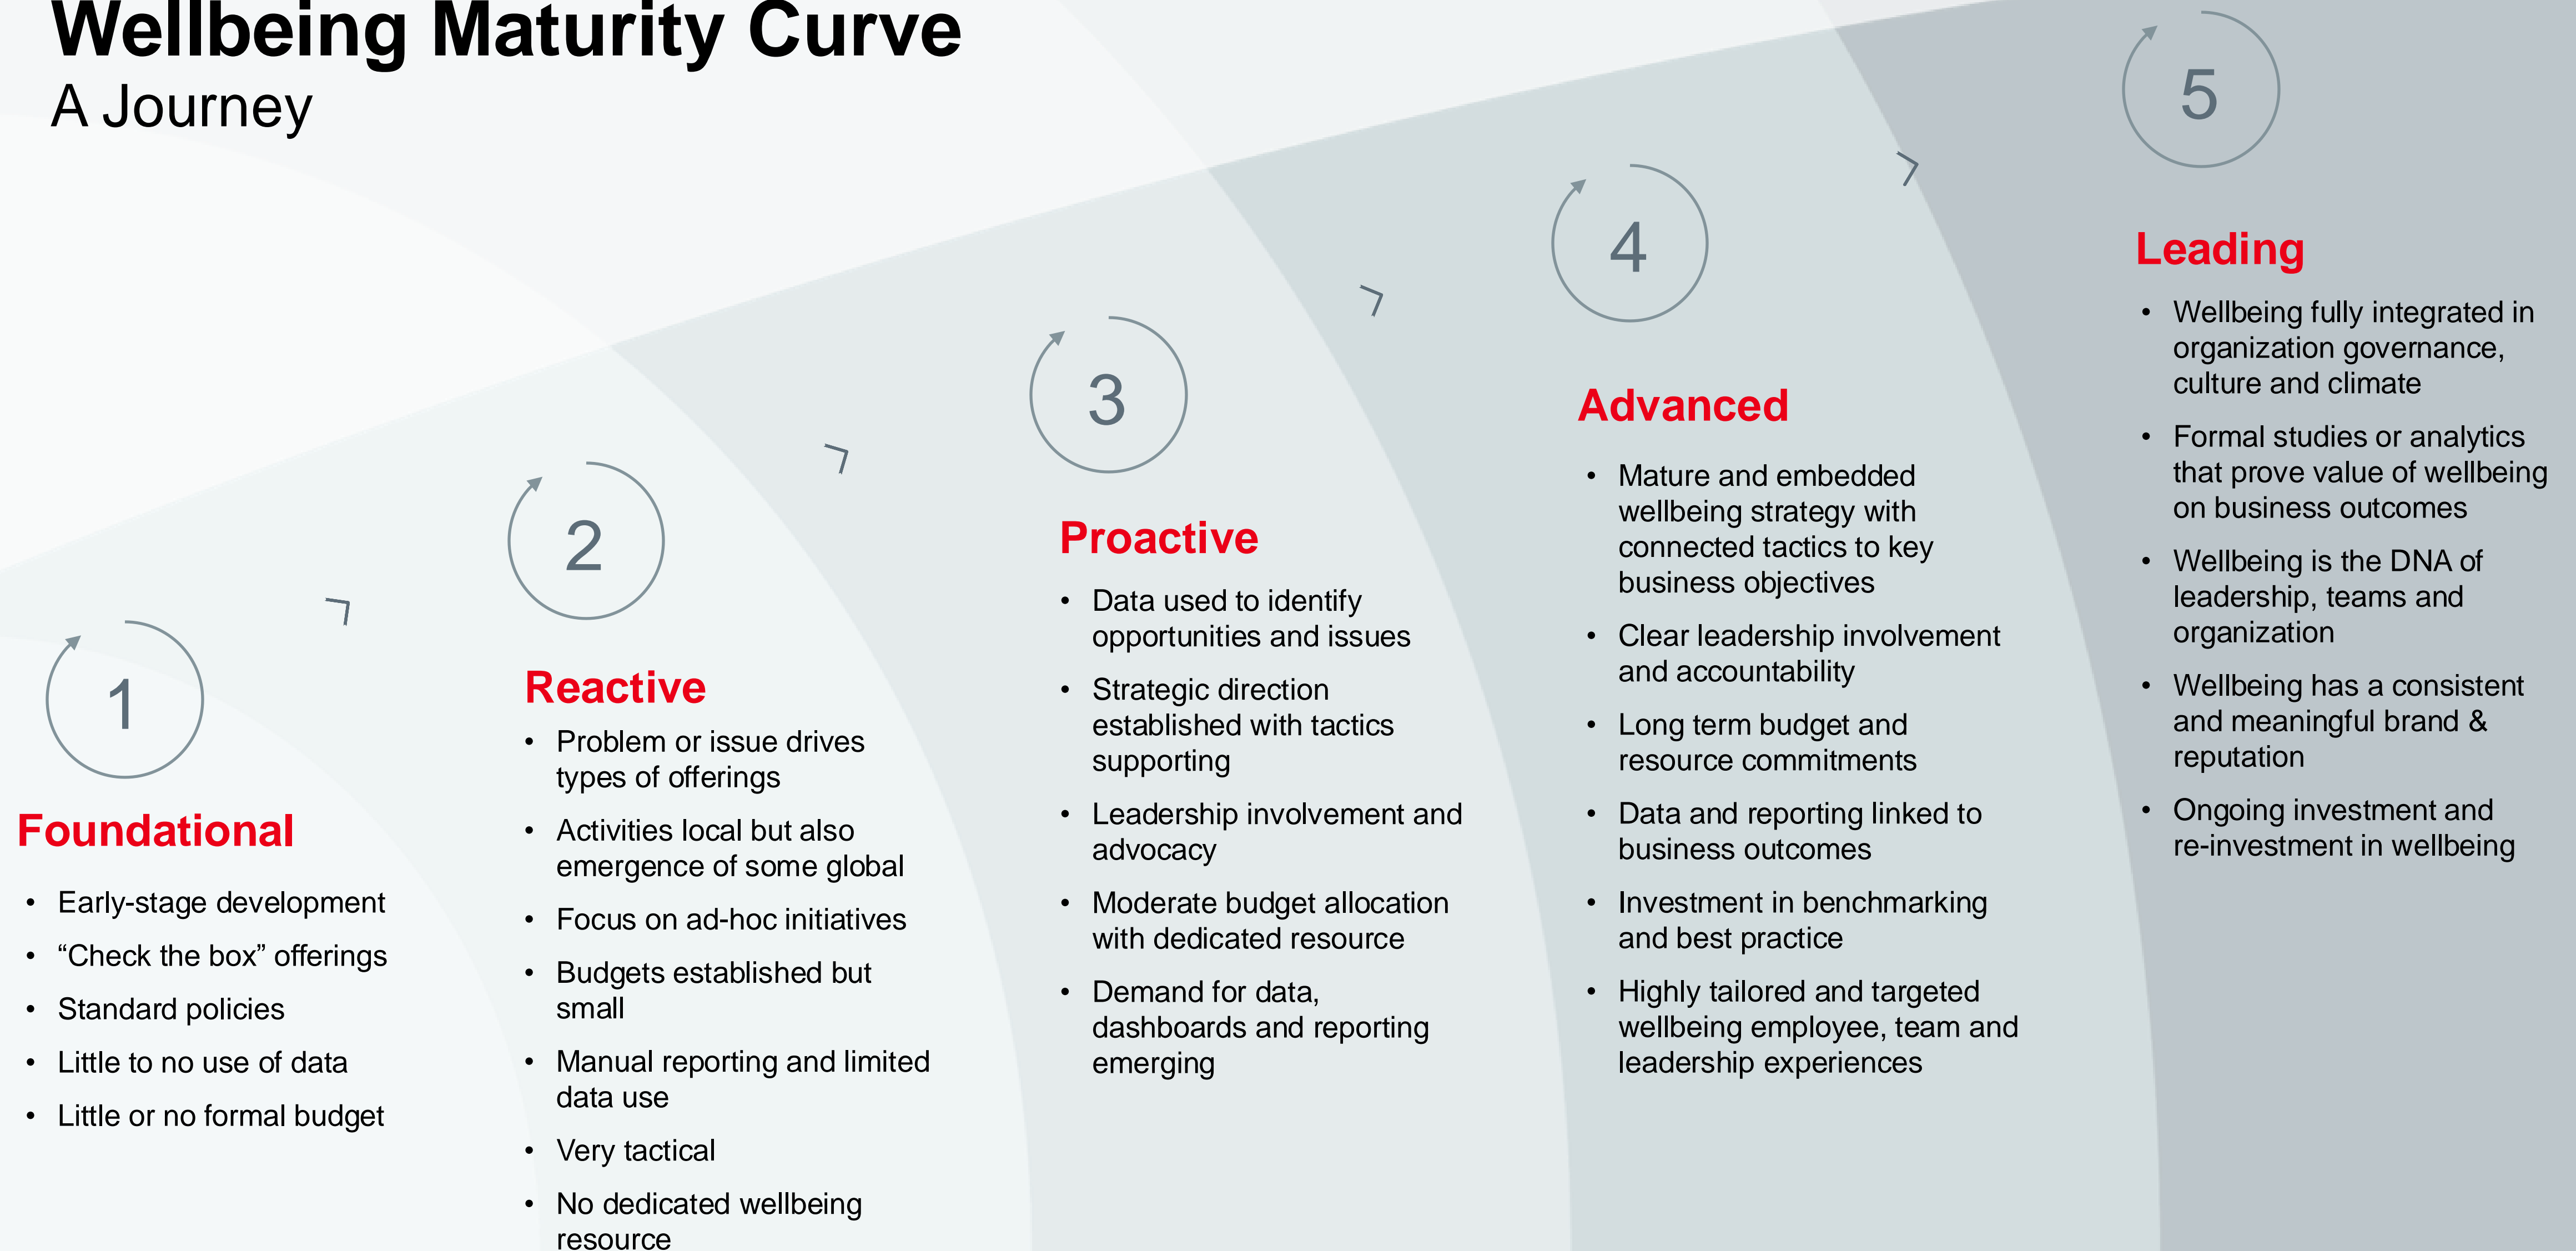 Wellbeing Maturity Curve
A Journey
1
Foundational
• Early-stage development
• “Check the box” offerings
• Standard policies
• Little to no use of data
• Little or no formal budget
2
Reactive
• Problem or issue drives
types of offerings
• Activities local but also
emergence of some global
• Focus on ad-hoc initiatives
• Budgets established but
small
• Manual reporting and limited
data use
• Very tactical
• No dedicated wellbeing
resource
3
Proactive
• Data used to identify
opportunities and issues
• Strategic direction
established with tactics
supporting
• Leadership involvement and
advocacy
• Moderate budget allocation
with dedicated resource
• Demand for data,
dashboards and reporting
emerging
4
Advanced
• Mature and embedded
wellbeing strategy with
connected tactics to key
business objectives
• Clear leadership involvement
and accountability
• Long term budget and
resource commitments
• Data and reporting linked to
business outcomes
• Investment in benchmarking
and best practice
• Highly tailored and targeted
wellbeing employee, team and
leadership experiences
5
Leading
• Wellbeing fully integrated in
organization governance,
culture and climate
• Formal studies or analytics
that prove value of wellbeing
on business outcomes
• Wellbeing is the DNA of
leadership, teams and
organization
• Wellbeing has a consistent
and meaningful brand &
reputation
• Ongoing investment and
re-investment in wellbeing